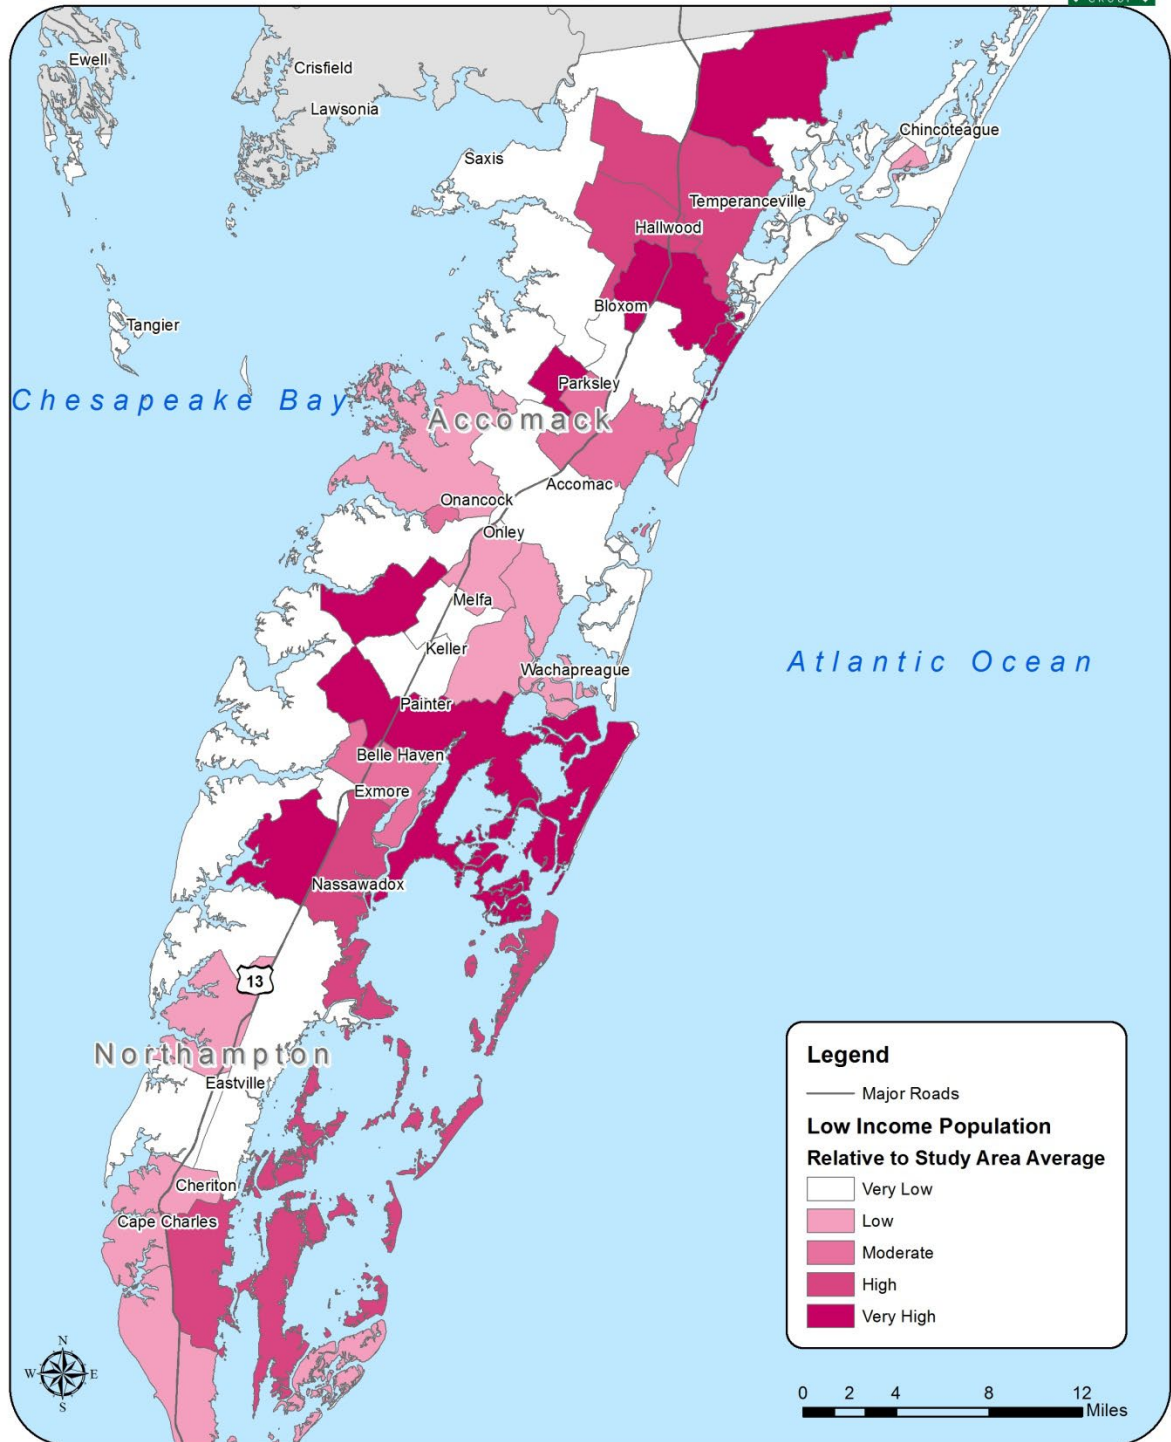 GROUP
Ewell
Crisfield
Lawsonia
Chincoteague
Saxis
Temperanceville
Hallwood
Bloxom
Tangier
Parksley
Chesapeake Bay
Accomack
Accomac
Onancock
Onley
Melfa
Keller
Wachapreague
Atlantic Ocean
Painter
Belle Haven
Exmore
Nassawadox
13
Northampton
Eastville
Cheriton
Cape Charles
Legend
Major Roads
Low Income Population
Relative to Study Area Average
Very Low
Low
Moderate
High
Very High
N
W E
S
0 2 4 8 12
Miles